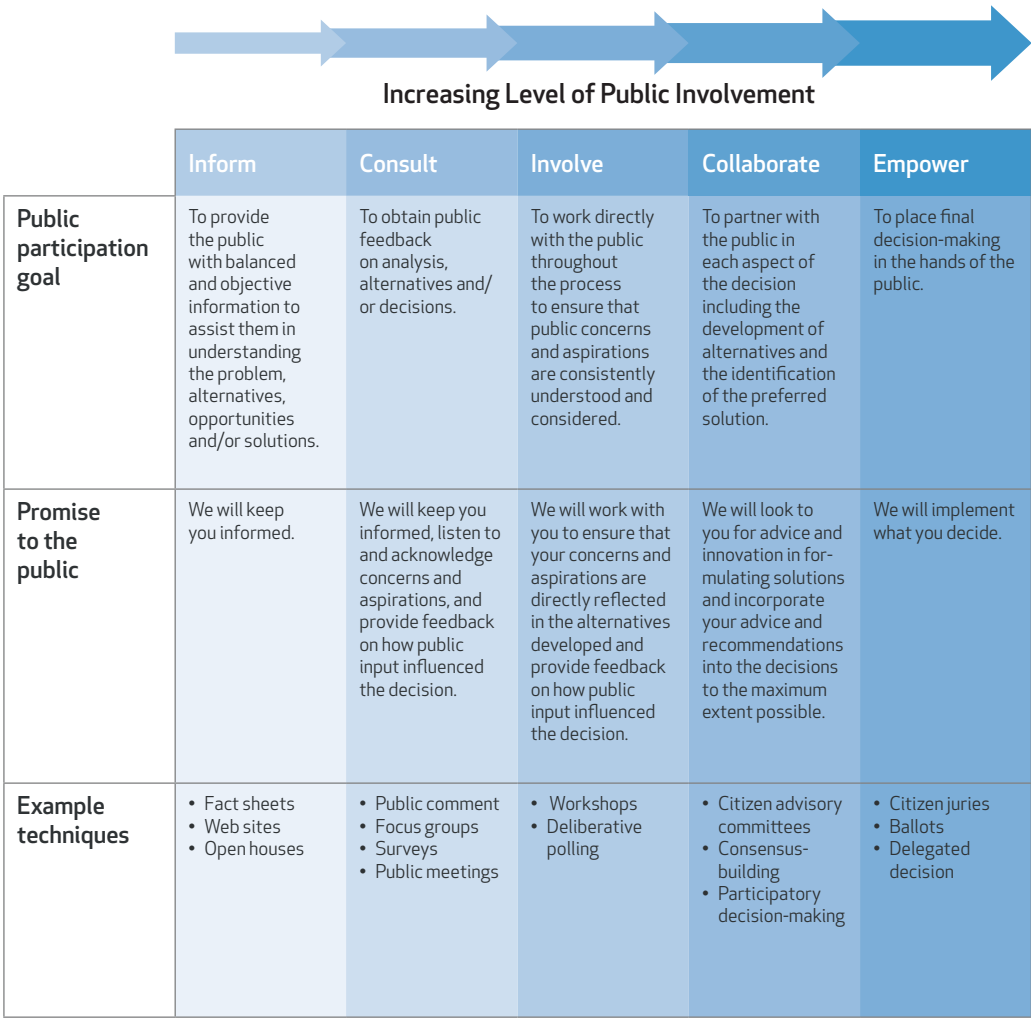 Increasing Level of Public Involvement
Inform
Consult
Involve
Collaborate
Empower
Public
participation
goal
To provide
the public
with balanced
and objective
information to
assist them in
understanding
the problem,
alternatives,
opportunities
and/or solutions.
To obtain public
feedback
on analysis,
alternatives and/
or decisions.
To work directly
with the public
throughout
the process
to ensure that
public concerns
and aspirations
are consistently
understood and
considered.
To partner with
the public in
each aspect of
the decision
including the
development of
alternatives and
the identification
of the preferred
solution.
To place final
decision-making
in the hands of the
public.
Promise
to the
public
We will keep
you informed.
We will keep you
informed, listen to
and acknowledge
concerns and
aspirations, and
provide feedback
on how public
input influenced
the decision.
We will work with
you to ensure that
your concerns and
aspirations are
directly reflected
in the alternatives
developed and
provide feedback
on how public
input influenced
the decision.
We will look to
you for advice and
innovation in for-
mulating solutions
and incorporate
your advice and
recommendations
into the decisions
to the maximum
extent possible.
We will implement
what you decide.
Example
techniques
• Fact sheets
• Web sites
• Open houses
• Public comment
• Focus groups
• Surveys
• Public meetings
• Workshops
• Deliberative
polling
• Citizen advisory
committees
• Consensus-
building
• Participatory
decision-making
• Citizen juries
• Ballots
• Delegated
decision